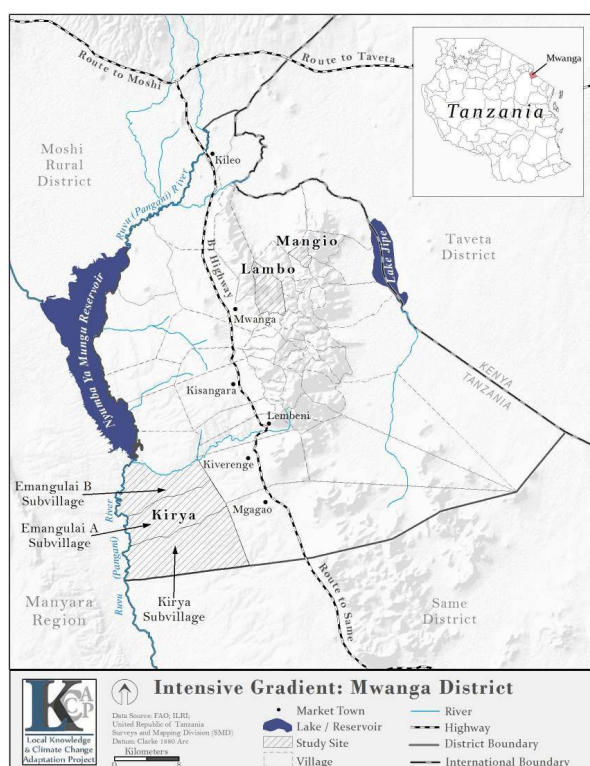 Route to Moshi
Route to Taveta
Mwanga
Tanzania
Moshi
Rural
District
Kileo
Ruvu (Pangani) River
Mangio
Lambo
B1 Highway
Lake Jipe
Taveta
District
Mwanga
Nyumba Ya Mungu Reservoir
KENYA
TANZANIA
Kisangara
Lembeni
Kiverenge
Emangulai B
Subvillage
Kirya
Mgagao
Emangulai A
Subvillage
Ruvu (Pangani) River
Kirya
Subvillage
Manyara
Region
Route to Same
Same
District
Intensive Gradient: Mwanga District
LK
CAP
Local Knowledge
& Climate Change
Adaptation Project
Data Source: FAO; ILRI;
United Republic of Tanzania
Surveys and Mapping Division (SMD)
Datum: Clarke 1880 Arc
Kilometers
Market Town
Lake / Reservoir
Study Site
Village
River
Highway
District Boundary
International Boundary